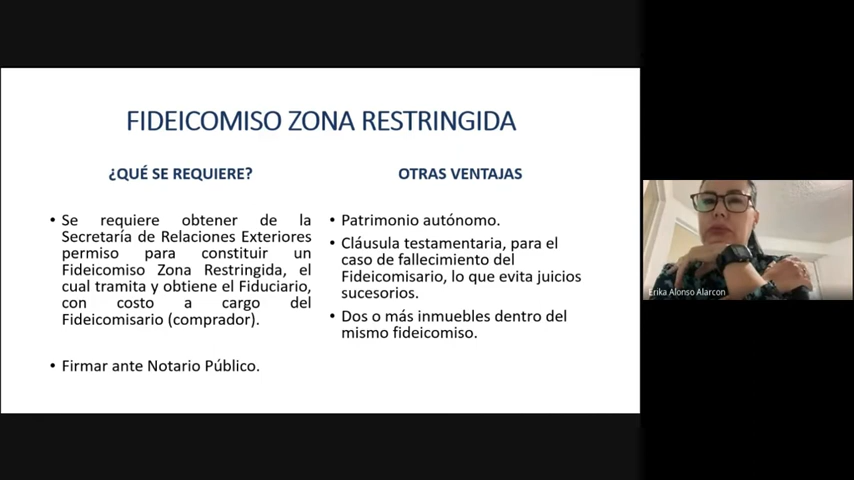 FIDEICOMISO ZONA RESTRINGIDA
¿QUÉ SE REQUIERE?
• Se requiere obtener de la
Secretaría de Relaciones Exteriores
permiso para constituir un
Fideicomiso Zona Restringida, el
cual tramita y obtiene el Fiduciario,
con costo a cargo del
Fideicomisario (comprador).
• Firmar ante Notario Público.
OTRAS VENTAJAS
• Patrimonio autónomo.
• Cláusula testamentaria, para el
caso de fallecimiento del
Fideicomisario, lo que evita juicios
sucesorios.
• Dos o más inmuebles dentro del
mismo fideicomiso.
Erika Alonso Alarcon